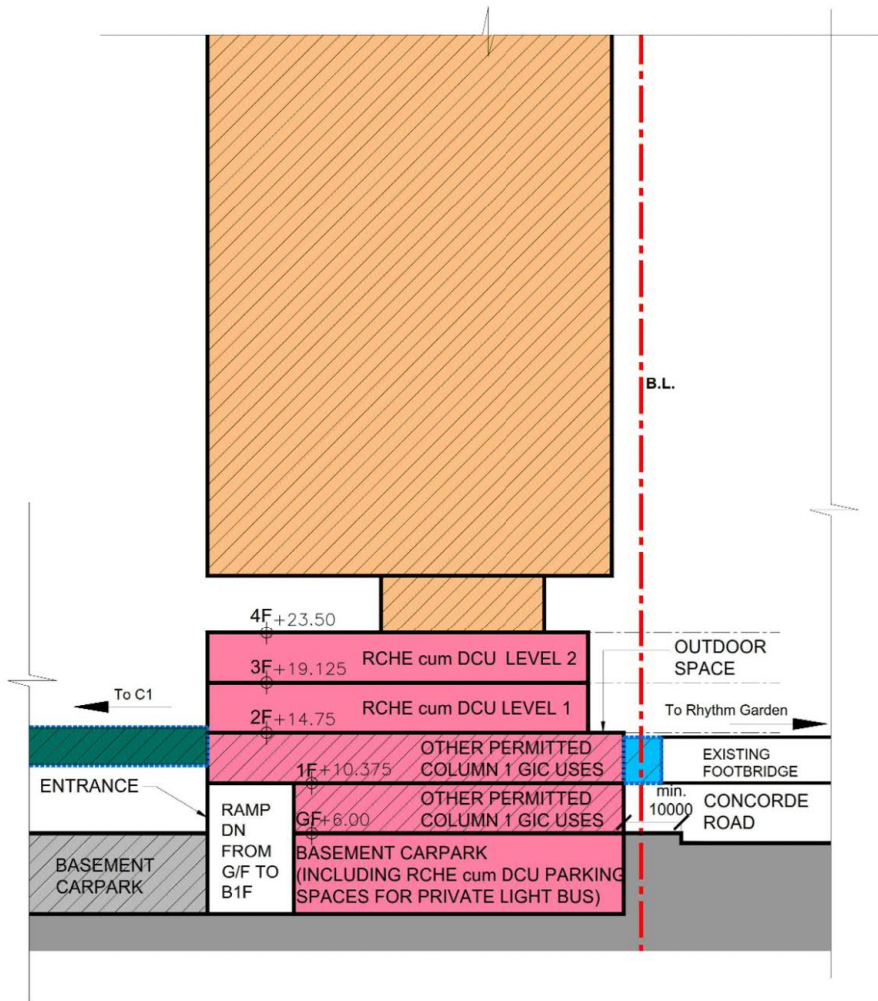 B.L.
4F +23.50
OUTDOOR
SPACE
RCHE cum DCU LEVEL 2
3F +19.125
To C1
RCHE cum DCU LEVEL 1
To Rhythm Garden
2F +14.75
OTHER PERMITTED
COLUMN 1 GIC USES
EXISTING
FOOTBRIDGE
1F +10.375
ENTRANCE
OTHER PERMITTED
COLUMN 1 GIC USES
min.
10000
CONCORDE
ROAD
RAMP
DN
FROM
G/F TO
B1F
GF +6.00
BASEMENT
CARPARK
BASEMENT CARPARK
(INCLUDING RCHE cum DCU PARKING
SPACES FOR PRIVATE LIGHT BUS)